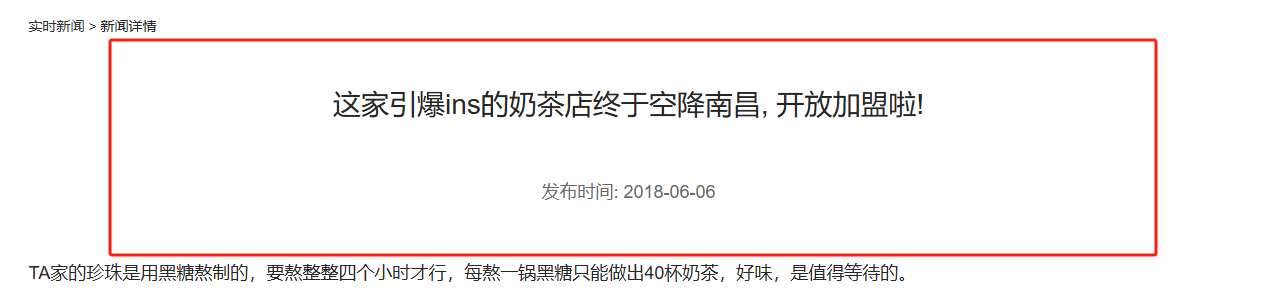 实时新闻 > 新闻详情
这家引爆ins的奶茶店终于空降南昌, 开放加盟啦!
发布时间: 2018-06-06
TA家的珍珠是用黑糖熬制的，要熬整整四个小时才行，每熬一锅黑糖只能做出40杯奶茶，好味，是值得等待的。